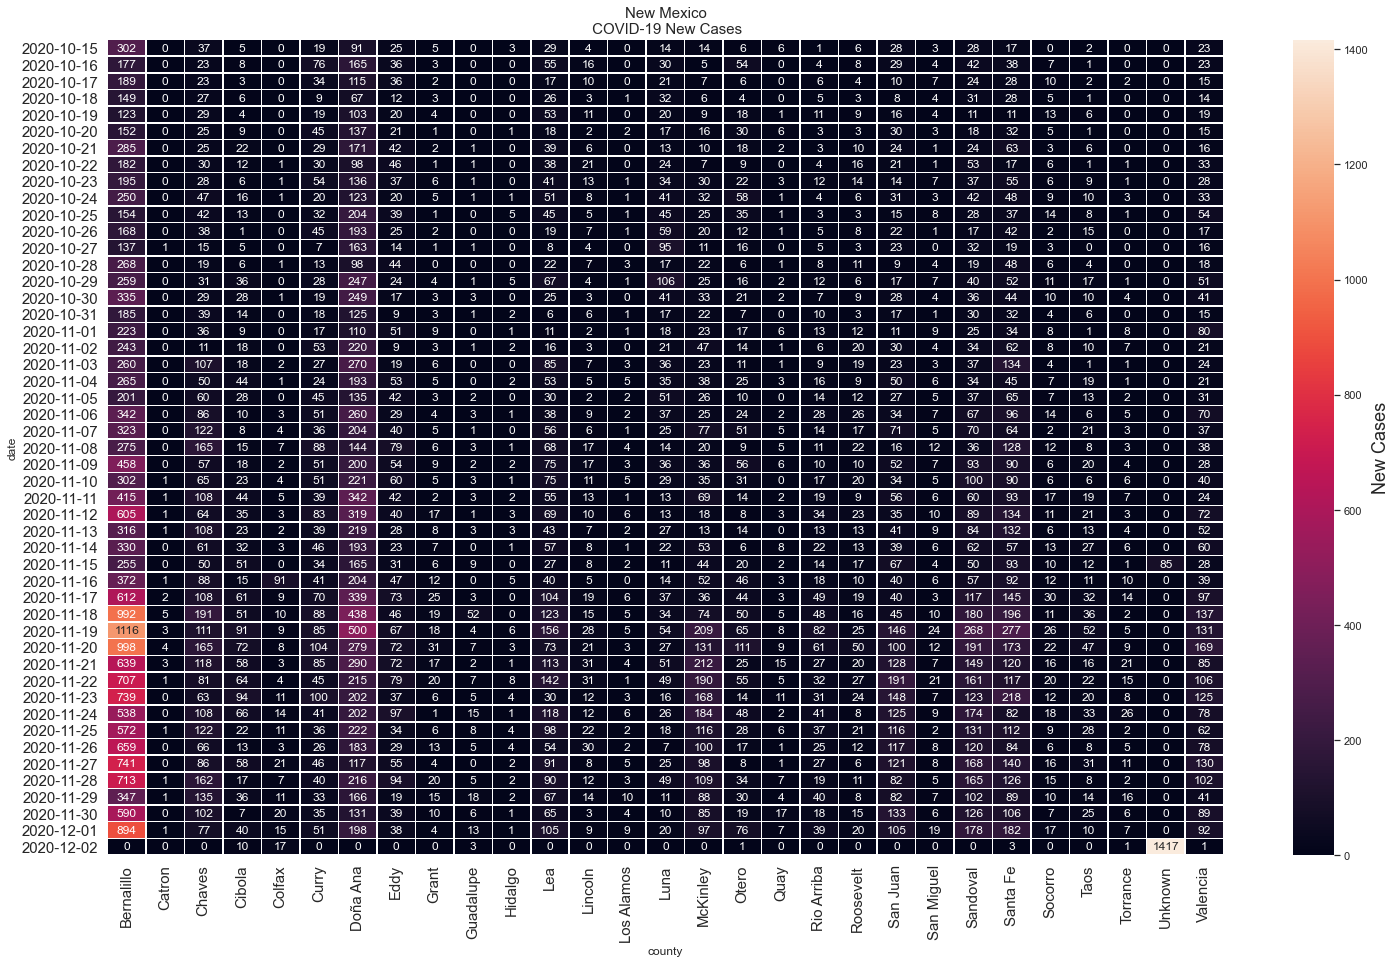 New Mexico
COVID-19 New Cases
2020-10-15 302 0 37 5 0 19 91 25 5 0 3 29 4 0 14 14 6 6 1 6 28 3 28 17 0 2 0 0 23
2020-10-16 177 0 23 8 0 76 165 36 3 0 0 55 16 0 30 5 54 0 4 8 29 4 42 38 7 1 0 0 23
2020-10-17 189 0 23 3 0 34 115 36 2 0 0 17 10 0 21 7 6 0 6 4 10 7 24 28 10 2 2 0 15
2020-10-18 149 0 27 6 0 9 67 12 3 0 0 26 3 1 32 6 4 0 5 3 8 4 31 28 5 1 0 0 14
2020-10-19 123 0 29 4 0 19 103 20 4 0 0 53 11 0 20 9 18 1 11 9 16 4 11 11 13 6 0 0 19
2020-10-20 152 0 25 9 0 45 137 21 1 0 1 18 2 2 17 16 30 6 3 3 30 3 18 32 5 1 0 0 15
2020-10-21 285 0 25 22 0 29 171 42 2 1 0 39 6 0 13 10 18 2 3 10 24 1 24 63 3 6 0 0 16
2020-10-22 182 0 30 12 1 30 98 46 1 1 0 38 21 0 24 7 9 0 4 16 21 1 53 17 6 1 1 0 33
2020-10-23 195 0 28 6 1 54 136 37 6 1 0 41 13 1 34 30 22 3 12 14 14 7 37 55 6 9 1 0 28
2020-10-24 250 0 47 16 1 20 123 20 5 1 1 51 8 1 41 32 58 1 4 6 31 3 42 48 9 10 3 0 33
2020-10-25 154 0 42 13 0 32 204 39 1 0 5 45 5 1 45 25 35 1 3 3 15 8 28 37 14 8 1 0 54
2020-10-26 168 0 38 1 0 45 193 25 2 0 0 19 7 1 59 20 12 1 5 8 22 1 17 42 2 15 0 0 17
2020-10-27 137 1 15 5 0 7 163 14 1 1 0 8 4 0 95 11 16 0 5 3 23 0 32 19 3 0 0 0 16
2020-10-28 268 0 19 6 1 13 98 44 0 0 0 22 7 3 17 22 6 1 8 11 9 4 19 48 6 4 0 0 18
2020-10-29 259 0 31 36 0 28 247 24 4 1 5 67 4 1 106 25 16 2 12 6 17 7 40 52 11 17 1 0 51
2020-10-30 335 0 29 28 1 19 249 17 3 3 0 25 3 0 41 33 21 2 7 9 28 4 36 44 10 10 4 0 41
2020-10-31 185 0 39 14 0 18 125 9 3 1 2 6 6 1 17 22 7 0 10 3 17 1 30 32 4 6 0 0 15
2020-11-01 223 0 36 9 0 17 110 51 9 0 1 11 2 1 18 23 17 6 13 12 11 9 25 34 8 1 8 0 80
2020-11-02 243 0 11 18 0 53 220 9 3 1 2 16 3 0 21 47 14 1 6 20 30 4 34 62 8 10 7 0 21
2020-11-03 260 0 107 18 2 27 270 19 6 0 0 85 7 3 36 23 11 1 9 19 23 3 37 134 4 1 1 0 24
2020-11-04 265 0 50 44 1 24 193 53 5 0 2 53 5 5 35 38 25 3 16 9 50 6 34 45 7 19 1 0 21
2020-11-05 201 0 60 28 0 45 135 42 3 2 0 30 2 2 51 26 10 0 14 12 27 5 37 65 7 13 2 0 31
2020-11-06 342 0 86 10 3 51 260 29 4 3 1 38 9 2 37 25 24 2 28 26 34 7 67 96 14 6 5 0 70
2020-11-07 323 0 122 8 4 36 204 40 5 1 0 56 6 1 25 77 51 5 14 17 71 5 70 64 2 21 3 0 37
2020-11-08 275 0 165 15 7 88 144 79 6 3 1 68 17 4 14 20 9 5 11 22 16 12 36 128 12 8 3 0 38
2020-11-09 458 0 57 18 2 51 200 54 9 2 2 75 17 3 36 36 56 6 10 10 52 7 93 90 6 20 4 0 28
2020-11-10 302 1 65 23 4 51 221 60 5 3 1 75 11 5 29 35 31 0 17 20 34 5 100 90 6 6 6 0 40
2020-11-11 415 1 108 44 5 39 342 42 2 3 2 55 13 1 13 69 14 2 19 9 56 6 60 93 17 19 7 0 24
2020-11-12 605 1 64 35 3 83 319 40 17 1 3 69 10 6 13 18 8 3 34 23 35 10 89 134 11 21 3 0 72
2020-11-13 316 1 108 23 2 39 219 28 8 3 3 43 7 2 27 13 14 0 13 13 41 9 84 132 6 13 4 0 52
2020-11-14 330 0 61 32 3 46 193 23 7 0 1 57 8 1 22 53 6 8 22 13 39 6 62 57 13 27 6 0 60
2020-11-15 255 0 50 51 0 34 165 31 6 9 0 27 8 2 11 44 20 2 14 17 67 4 50 93 10 12 1 85 28
2020-11-16 372 1 88 15 91 41 204 47 12 0 5 40 5 0 14 52 46 3 18 10 40 6 57 92 12 11 10 0 39
2020-11-17 612 2 108 61 9 70 339 73 25 3 0 104 19 6 37 36 44 3 49 19 40 3 117 145 30 32 14 0 97
2020-11-18 992 5 191 51 10 88 438 46 19 52 0 123 15 5 34 74 50 5 48 16 45 10 180 196 11 36 2 0 137
2020-11-19 1116 3 111 91 9 85 500 67 18 4 6 156 28 5 54 209 65 8 82 25 146 24 268 277 26 52 5 0 131
2020-11-20 998 4 165 72 8 104 279 72 31 7 3 73 21 3 27 131 111 9 61 50 100 12 191 173 22 47 9 0 169
2020-11-21 639 3 118 58 3 85 290 72 17 2 1 113 31 4 51 212 25 15 27 20 128 7 149 120 16 16 21 0 85
2020-11-22 707 1 81 64 4 45 215 79 20 7 8 142 31 1 49 190 55 5 32 27 191 21 161 117 20 22 15 0 106
2020-11-23 739 0 63 94 11 100 202 37 6 5 4 30 12 3 16 168 14 11 31 24 148 7 123 218 12 20 8 0 125
2020-11-24 538 0 108 66 14 41 202 97 1 15 1 118 12 6 26 184 48 2 41 8 125 9 174 82 18 33 26 0 78
2020-11-25 572 1 122 22 11 36 222 34 6 8 4 98 22 2 18 116 28 6 37 21 116 2 131 112 9 28 2 0 62
2020-11-26 659 0 66 13 3 26 183 29 13 5 4 54 30 2 7 100 17 1 25 12 117 8 120 84 6 8 5 0 78
2020-11-27 741 0 86 58 21 46 117 55 4 0 2 91 8 5 25 98 8 1 27 6 121 8 168 140 16 31 11 0 130
2020-11-28 713 1 162 17 7 40 216 94 20 5 2 90 12 3 49 109 34 7 19 11 82 5 165 126 15 8 2 0 102
2020-11-29 347 1 135 36 11 33 166 19 15 18 2 67 14 10 11 88 30 4 40 8 82 7 102 89 10 14 16 0 41
2020-11-30 590 0 102 7 20 35 131 39 10 6 1 65 3 4 10 85 19 17 18 15 133 6 126 106 7 25 6 0 89
2020-12-01 894 1 77 40 15 51 198 38 4 13 1 105 9 9 20 97 76 7 39 20 105 19 178 182 17 10 7 0 92
2020-12-02 0 0 0 10 17 0 0 0 0 3 0 0 0 0 0 0 1 0 0 0 0 0 0 3 0 0 1 1417 1
Bernalillo Catron Chaves Cibola Colfax Curry Doña Ana Eddy Grant Guadalupe Hidalgo Lea Lincoln Los Alamos Luna McKinley Otero Quay Rio Arriba Roosevelt San Juan San Miguel Sandoval Santa Fe Socorro Taos Torrance Unknown Valencia
county
date
1400
1200
1000
800
600
400
200
0
New Cases